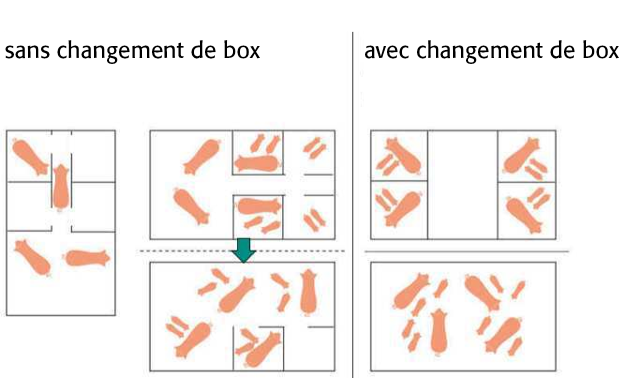 sans changement de box
avec changement de box